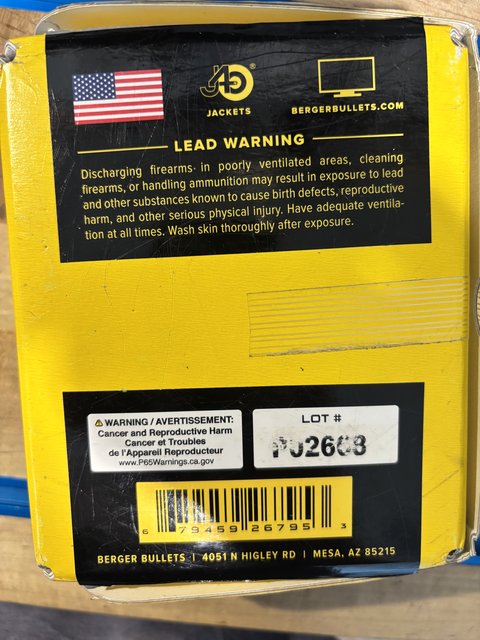 J4® 
JACKETS
BERGERBULLETS.COM
LEAD WARNING
Discharging firearms in poorly ventilated areas, cleaning
firearms, or handling ammunition may result in exposure to lead
and other substances known to cause birth defects, reproductive
harm, and other serious physical injury. Have adequate ventila-
tion at all times. Wash skin thoroughly after exposure.
⚠ WARNING / AVERTISSEMENT:
Cancer and Reproductive Harm
Cancer et Troubles
de l'Appareil Reproducteur
www.P65Warnings.ca.gov
LOT #
P02668
6 79459 26795 3
BERGER BULLETS | 4051 N HIGLEY RD | MESA, AZ 85215